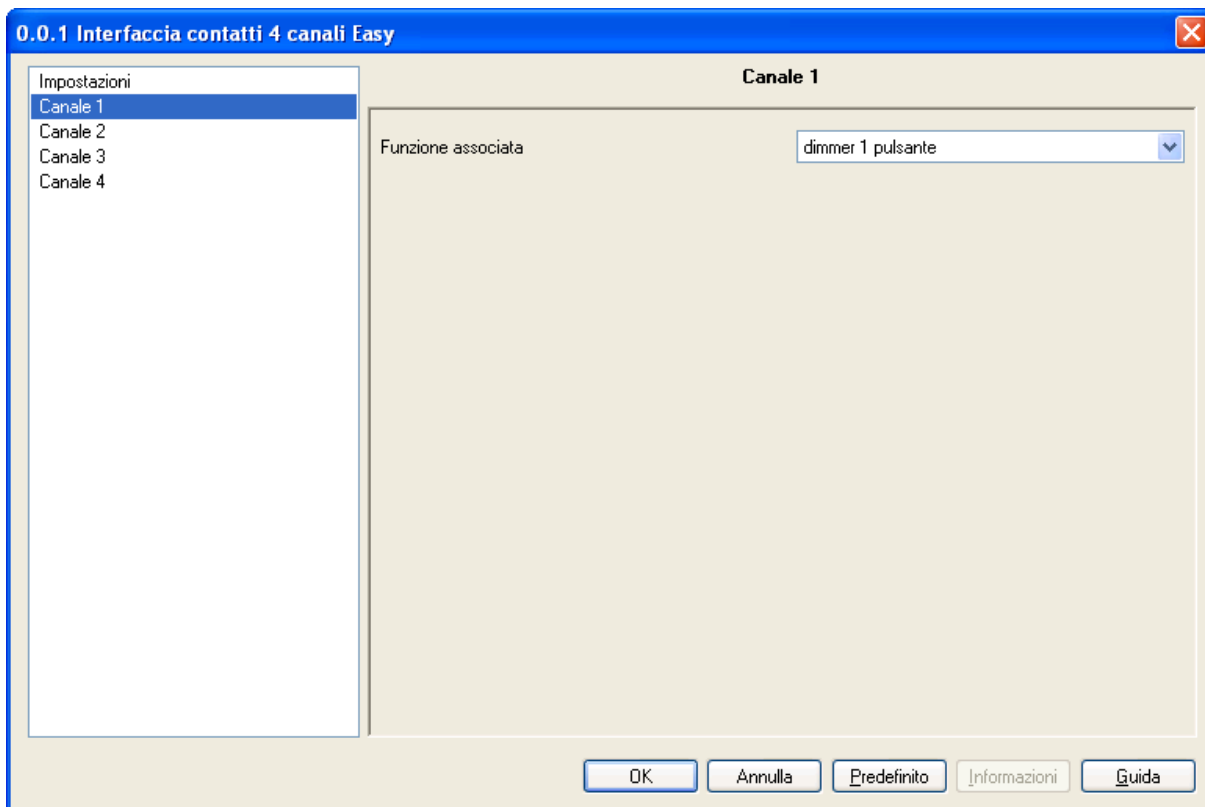 0.0.1 Interfaccia contatti 4 canali Easy
Impostazioni
Canale 1
Canale 2
Canale 3
Canale 4
Canale 1
Funzione associata
dimmer 1 pulsante
OK
Annulla
Predefinito
Informazioni
Guida